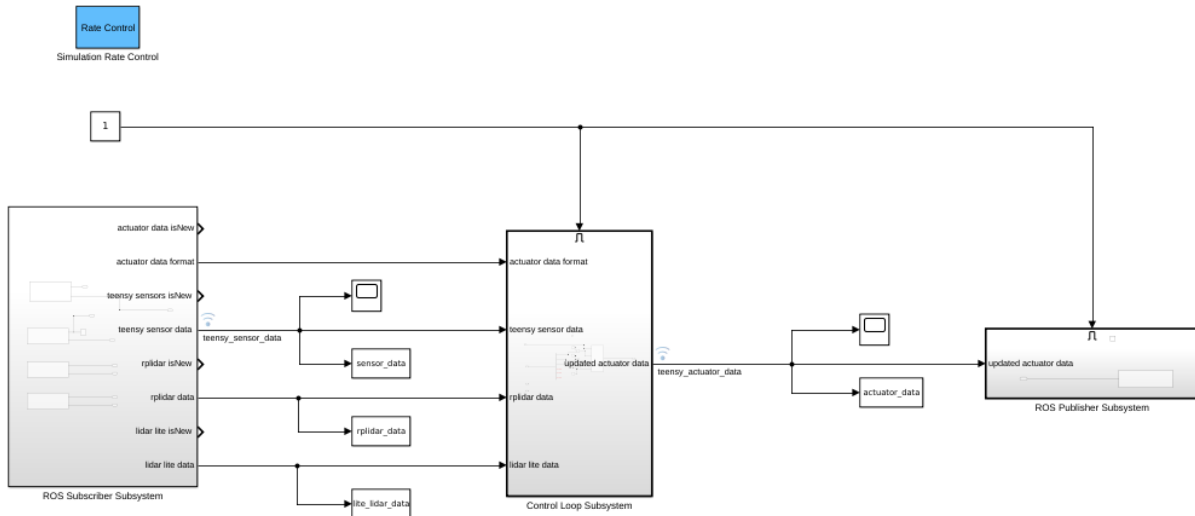 Rate Control
Simulation Rate Control
1
actuator data isNew
actuator data format
teensy sensors isNew
teensy sensor data
rplidar isNew
rplidar data
lidar lite isNew
lidar lite data
ROS Subscriber Subsystem
teensy_sensor_data
sensor_data
rplidar_data
lite_lidar_data
actuator data format
teensy sensor data
updated actuator data
rplidar data
lidar lite data
Control Loop Subsystem
teensy_actuator_data
actuator_data
updated actuator data
ROS Publisher Subsystem